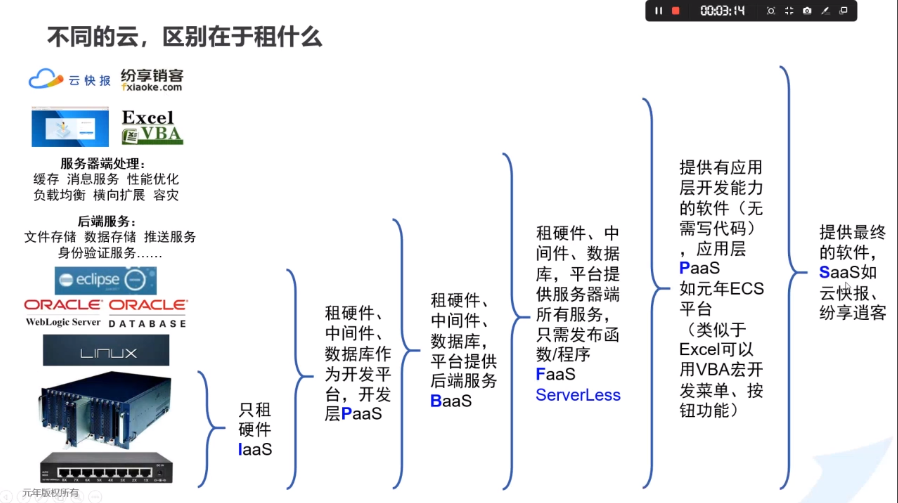 00:03:14
不同的云，区别在于租什么
云快报 纷享销客
fxiaoke.com
Excel
VBA
服务器端处理：
缓存 消息服务 性能优化
负载均衡 横向扩展 容灾
后端服务：
文件存储 数据存储 推送服务
身份验证服务……
eclipse
ORACLE ORACLE
WebLogic Server DATABASE
LINUX
只租
硬件
IaaS
租硬件、
中间件、
数据库作
为开发平
台，开发
层PaaS
租硬件、
中间件、
数据库，
平台提供
后端服务
BaaS
租硬件、中
间件、数据
库，平台提
供服务器端
所有服务，
只需发布函
数/程序
FaaS
ServerLess
提供有应用
层开发能力
的软件（无
需写代码）
，应用层
PaaS
如元年ECS
平台
（类似于
Excel可以
用VBA宏开
发菜单、按
钮功能）
提供最终
的软件，
SaaS如
云快报、
纷享逍客
元年版权所有